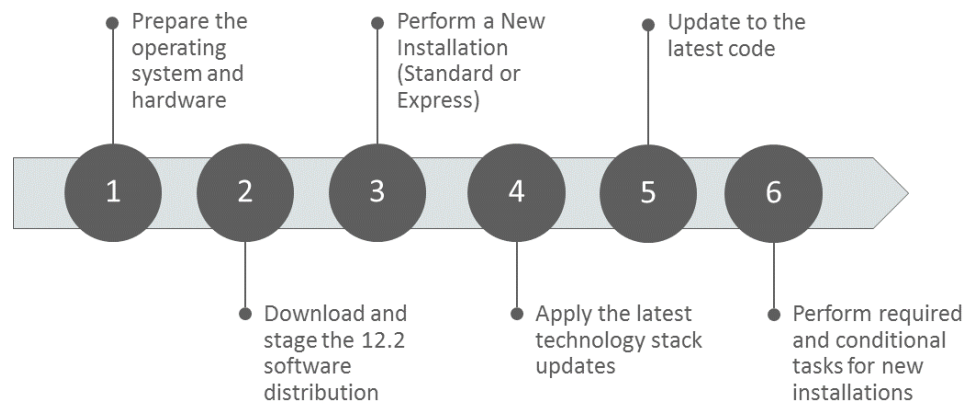 Prepare the
operating
system and
hardware
Perform a New
Installation
(Standard or
Express)
Update to the
latest code
1
2
3
4
5
6
Download and
stage the 12.2
software
distribution
Apply the latest
technology stack
updates
Perform required
and conditional
tasks for new
installations